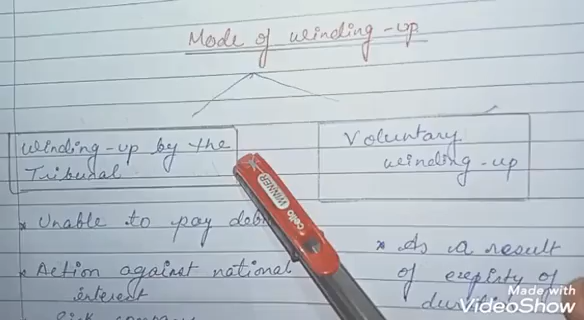 Mode of winding-up
Winding-up by the
Tribunal
Voluntary
winding-up
* Unable to pay deb
* Action against national
interest
* As a result
of
of
cello WINNER
Made with
VideoShow